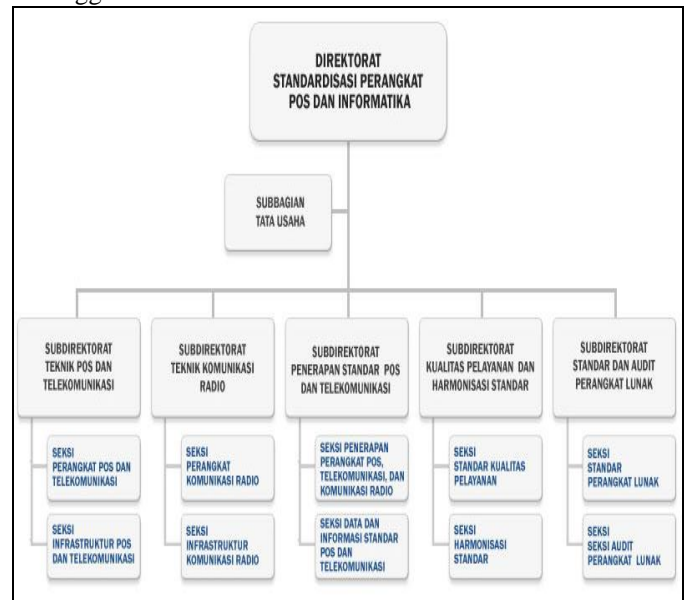 DIREKTORAT
STANDARDISASI PERANGKAT
POS DAN INFORMATIKA
SUBBAGIAN
TATA USAHA
SUBDIREKTORAT
TEKNIK POS DAN
TELEKOMUNIKASI
SUBDIREKTORAT
TEKNIK KOMUNIKASI
RADIO
SUBDIREKTORAT
PENERAPAN STANDAR POS
DAN TELEKOMUNIKASI
SUBDIREKTORAT
KUALITAS PELAYANAN DAN
HARMONISASI STANDAR
SUBDIREKTORAT
STANDAR DAN AUDIT
PERANGKAT LUNAK
SEKSI
PERANGKAT POS DAN
TELEKOMUNIKASI
SEKSI
PERANGKAT
KOMUNIKASI RADIO
SEKSI PENERAPAN
PERANGKAT POS,
TELEKOMUNIKASI, DAN
KOMUNIKASI RADIO
SEKSI
STANDAR KUALITAS
PELAYANAN
SEKSI
STANDAR
PERANGKAT LUNAK
SEKSI
INFRASTRUKTUR POS
DAN TELEKOMUNIKASI
SEKSI
INFRASTRUKTUR
KOMUNIKASI RADIO
SEKSI DATA DAN
INFORMASI STANDAR
POS DAN
TELEKOMUNIKASI
SEKSI
HARMONISASI
STANDAR
SEKSI
SEKSI AUDIT
PERANGKAT LUNAK